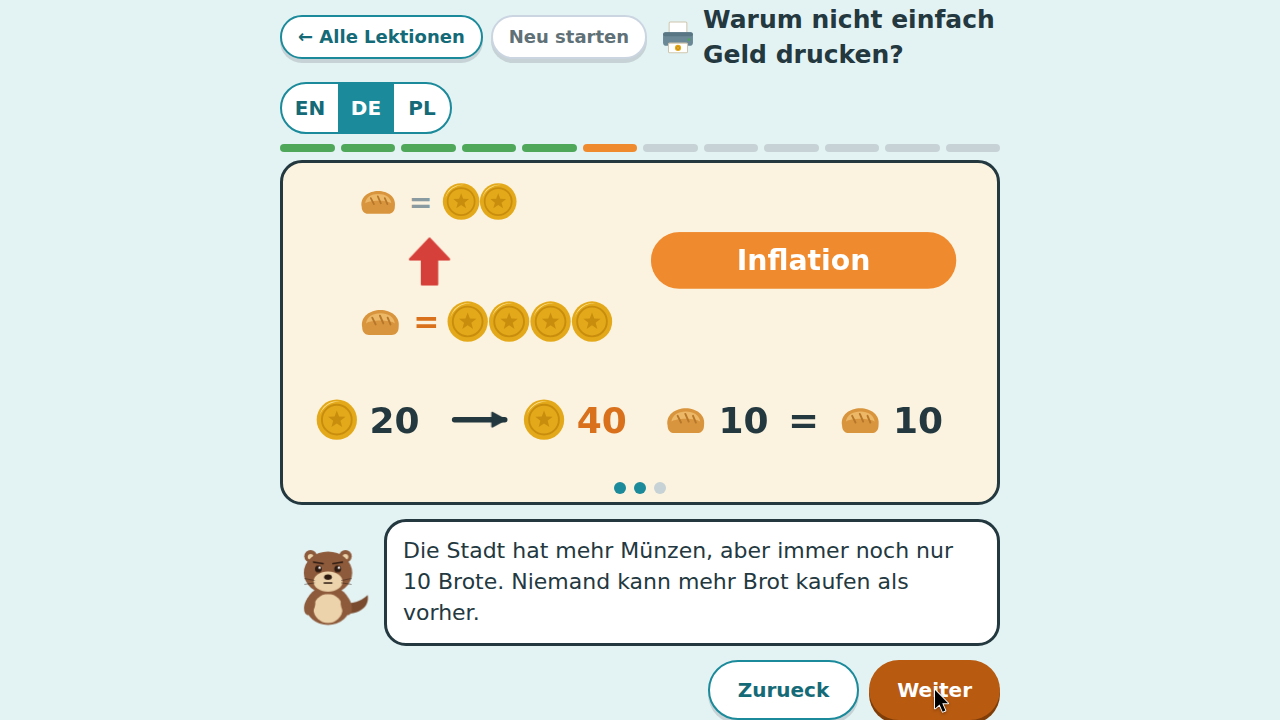 ← Alle Lektionen
Neu starten
Warum nicht einfach
Geld drucken?
EN DE PL
=
Inflation
=
20 → 40 10 = 10
Die Stadt hat mehr Münzen, aber immer noch nur
10 Brote. Niemand kann mehr Brot kaufen als
vorher.
Zurueck
Weiter